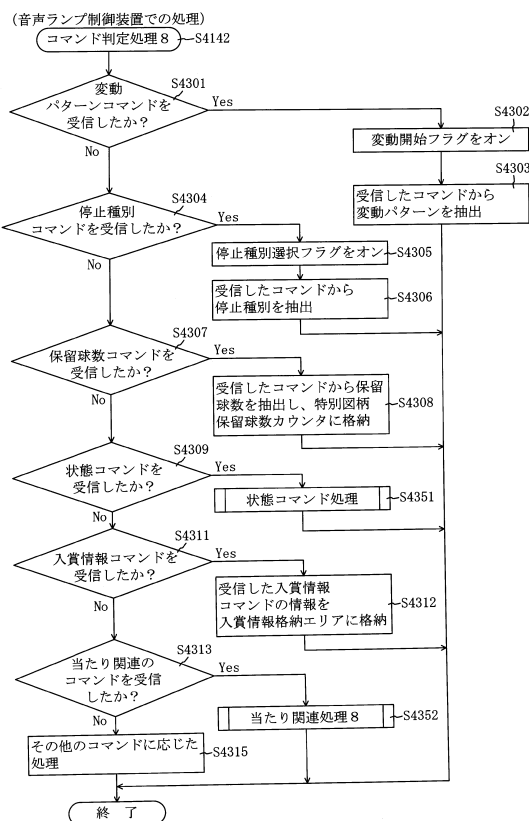 (音声ランプ制御装置での処理)
コマンド判定処理8
S4142
変動
パターンコマンドを
受信したか?
S4301
Yes
No
S4302
変動開始フラグをオン
S4303
受信したコマンドから
変動パターンを抽出
停止種別
コマンドを受信したか?
S4304
Yes
No
停止種別選択フラグをオン
S4305
受信したコマンドから
停止種別を抽出
S4306
保留球数コマンドを
受信したか?
S4307
Yes
No
受信したコマンドから保留
球数を抽出し、特別図柄
保留球数カウンタに格納
S4308
状態コマンドを
受信したか?
S4309
Yes
No
状態コマンド処理
S4351
入賞情報コマンドを
受信したか?
S4311
Yes
No
受信した入賞情報
コマンドの情報を
入賞情報格納エリアに格納
S4312
当たり関連の
コマンドを受信
したか?
S4313
Yes
No
当たり関連処理8
S4352
その他のコマンドに応じた
処理
S4315
終 了